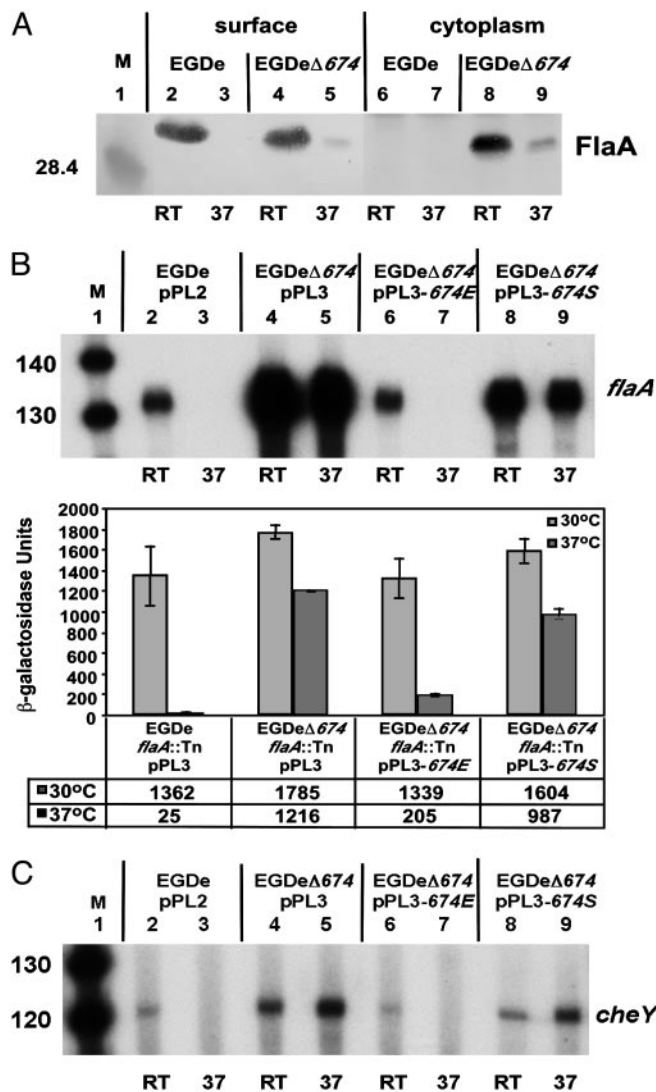 A
surface cytoplasm
M EGDe EGDeΔ674 EGDe EGDeΔ674
1 2 3 4 5 6 7 8 9
28.4 FlaA
RT 37 RT 37 RT 37 RT 37
B
EGDe EGDeΔ674 EGDeΔ674 EGDeΔ674
M pPL2 pPL3 pPL3-674E pPL3-674S
1 2 3 4 5 6 7 8 9
140
flaA
130
RT 37 RT 37 RT 37 RT 37
β-galactosidase Units
2000
1800
1600
1400
1200
1000
800
600
400
200
0
30°C
37°C
EGDe EGDeΔ674 EGDeΔ674 EGDeΔ674
flaA::Tn flaA::Tn flaA::Tn flaA::Tn
pPL3 pPL3 pPL3-674E pPL3-674S
30°C 1362 1785 1339 1604
37°C 25 1216 205 987
C
EGDe EGDeΔ674 EGDeΔ674 EGDeΔ674
M pPL2 pPL3 pPL3-674E pPL3-674S
1 2 3 4 5 6 7 8 9
130
120 cheY
RT 37 RT 37 RT 37 RT 37